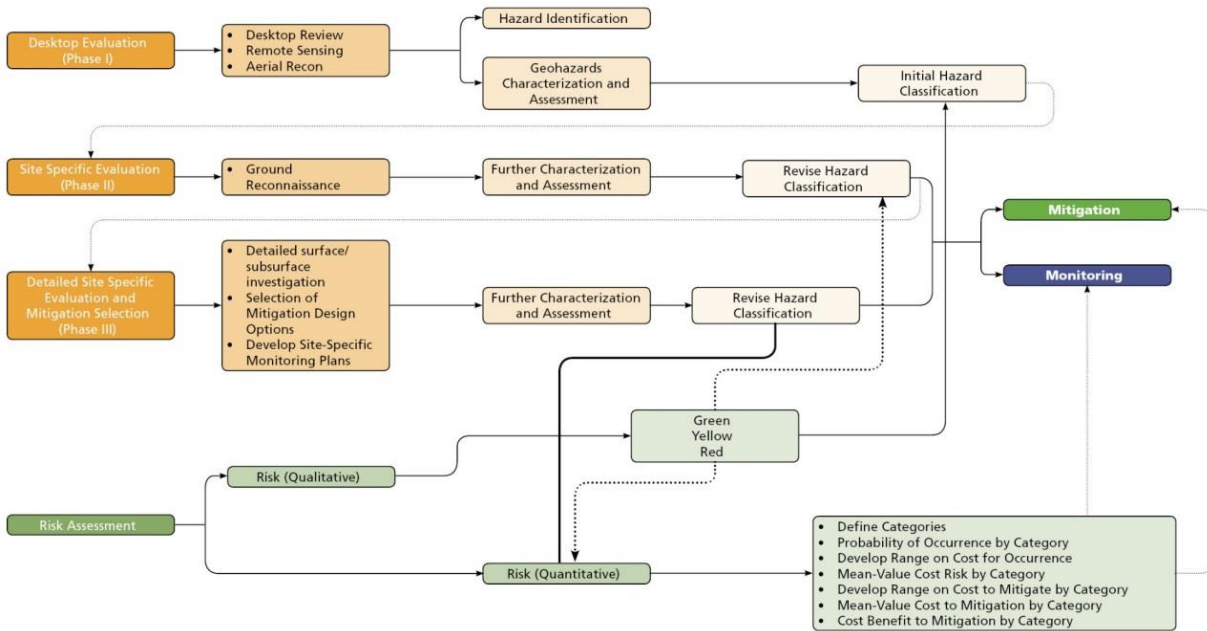 Desktop Evaluation
(Phase I)
• Desktop Review
• Remote Sensing
• Aerial Recon
Hazard Identification
Geohazards
Characterization and
Assessment
Initial Hazard
Classification
Site Specific Evaluation
(Phase II)
• Ground
Reconnaissance
Further Characterization
and Assessment
Revise Hazard
Classification
Mitigation
Monitoring
Detailed Site Specific
Evaluation and
Mitigation Selection
(Phase III)
• Detailed surface/
subsurface
investigation
• Selection of
Mitigation Design
Options
• Develop Site-Specific
Monitoring Plans
Further Characterization
and Assessment
Revise Hazard
Classification
Green
Yellow
Red
Risk (Qualitative)
Risk Assessment
Risk (Quantitative)
• Define Categories
• Probability of Occurrence by Category
• Develop Range on Cost for Occurrence
• Mean-Value Cost Risk by Category
• Develop Range on Cost to Mitigate by Category
• Mean-Value Cost to Mitigation by Category
• Cost Benefit to Mitigation by Category